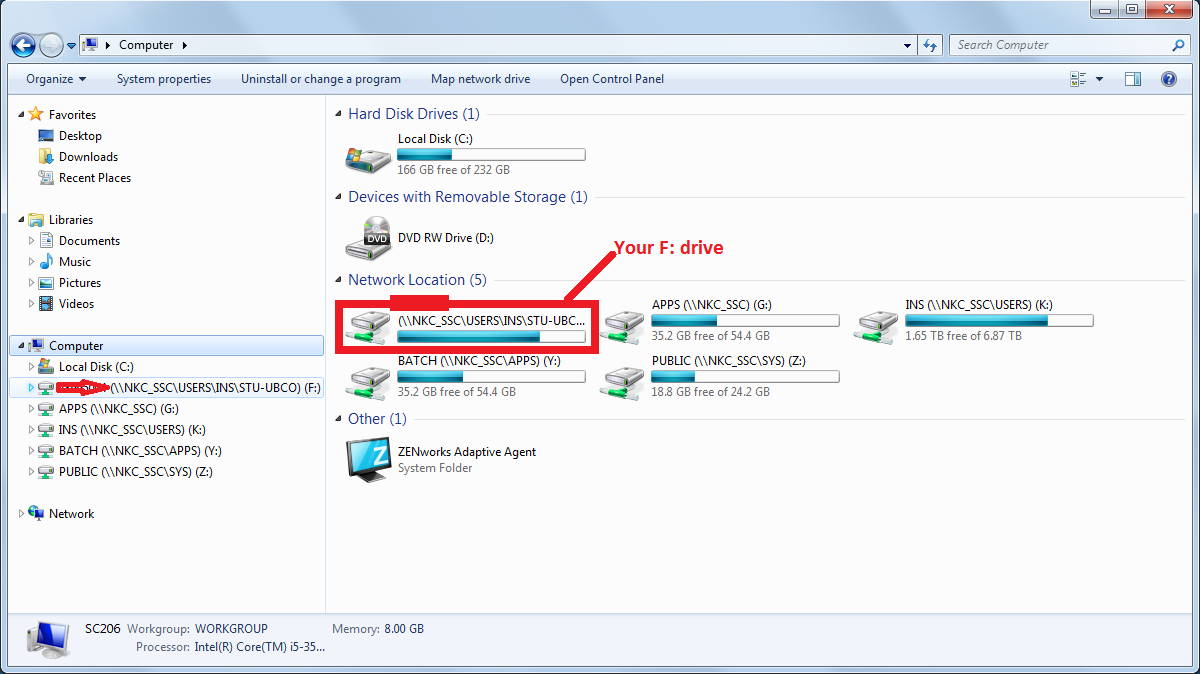 Computer
Search Computer
Organize
System properties
Uninstall or change a program
Map network drive
Open Control Panel
Favorites
Desktop
Downloads
Recent Places
Libraries
Documents
Music
Pictures
Videos
Computer
Local Disk (C:)
(\\NKC_SSC\USERS\INS\STU-UBCO) (F:)
APPS (\\NKC_SSC) (G:)
INS (\\NKC_SSC\USERS) (K:)
BATCH (\\NKC_SSC\APPS) (Y:)
PUBLIC (\\NKC_SSC\SYS) (Z:)
Network
Hard Disk Drives (1)
Local Disk (C:)
166 GB free of 232 GB
Devices with Removable Storage (1)
DVD
DVD RW Drive (D:)
Your F: drive
Network Location (5)
(\\NKC_SSC\USERS\INS\STU-UBC...
APPS (\\NKC_SSC) (G:)
35.2 GB free of 54.4 GB
INS (\\NKC_SSC\USERS) (K:)
1.65 TB free of 6.87 TB
BATCH (\\NKC_SSC\APPS) (Y:)
35.2 GB free of 54.4 GB
PUBLIC (\\NKC_SSC\SYS) (Z:)
18.8 GB free of 24.2 GB
Other (1)
Z
ZENworks Adaptive Agent
System Folder
SC206 Workgroup: WORKGROUP Memory: 8.00 GB
Processor: Intel(R) Core(TM) i5-35...